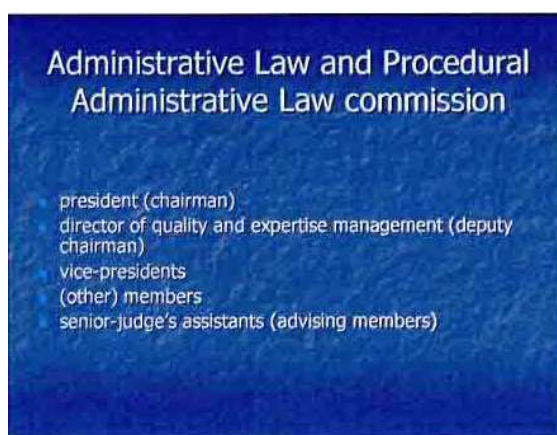 Administrative Law and Procedural
Administrative Law commission
president (chairman)
director of quality and expertise management (deputy
chairman)
vice-presidents
(other) members
senior-judge's assistants (advising members)